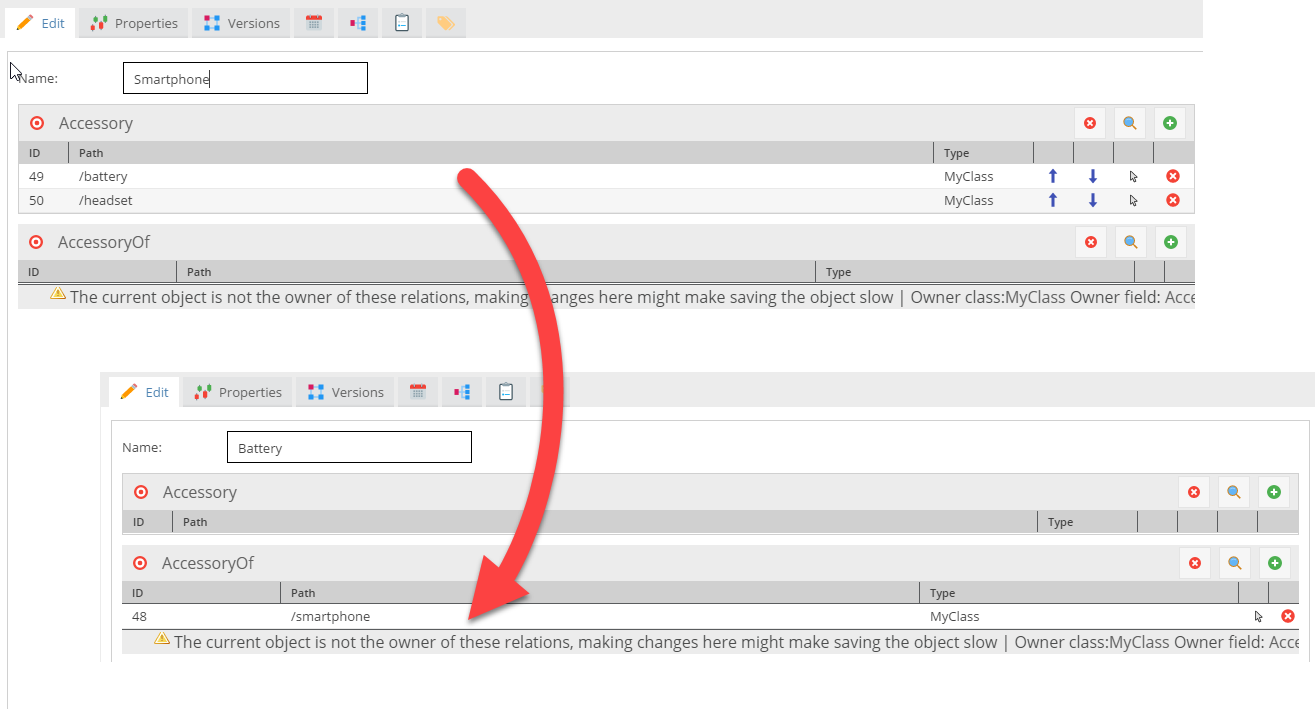 Edit Properties Versions
Name: Smartphone
Accessory
ID Path Type
49 /battery MyClass
50 /headset MyClass
AccessoryOf
ID Path Type
The current object is not the owner of these relations, making changes here might make saving the object slow | Owner class:MyClass Owner field: Acce
Edit Properties Versions
Name: Battery
Accessory
ID Path Type
AccessoryOf
ID Path Type
48 /smartphone MyClass
The current object is not the owner of these relations, making changes here might make saving the object slow | Owner class:MyClass Owner field: Acce